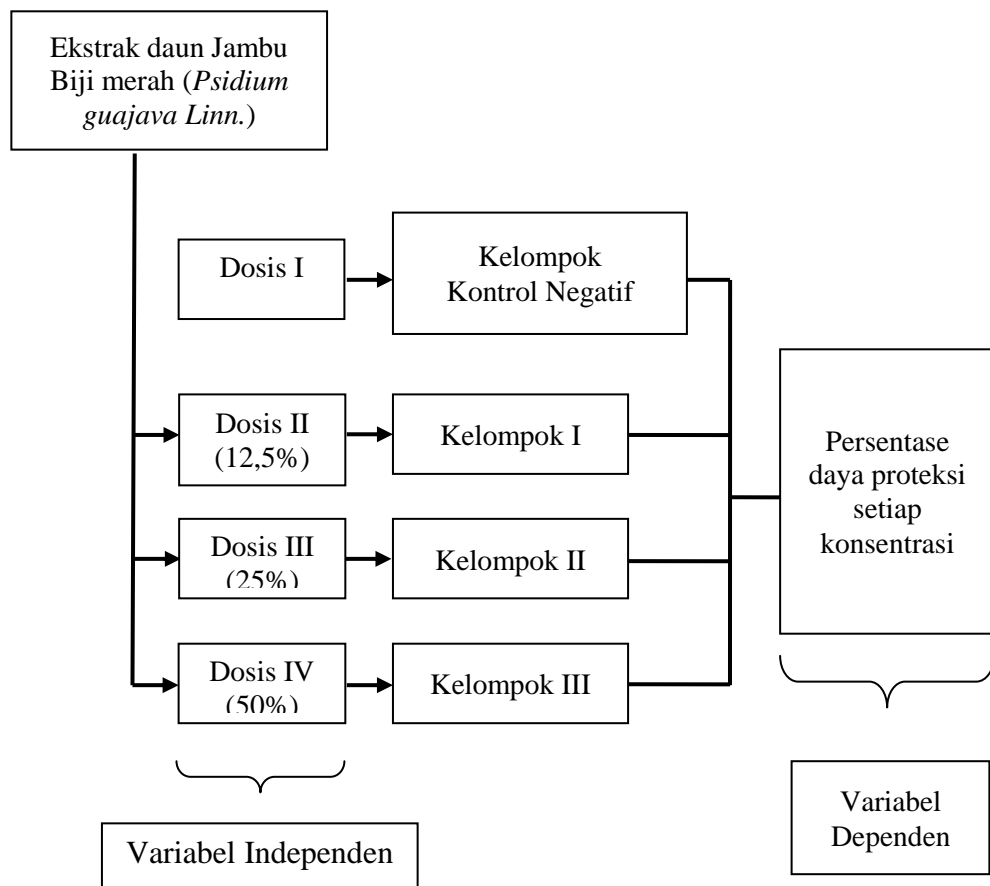 Ekstrak daun Jambu
Biji merah (Psidium
guajava Linn.)
Dosis I
Kelompok
Kontrol Negatif
Dosis II
(12,5%)
Kelompok I
Dosis III
(25%)
Kelompok II
Dosis IV
(50%)
Kelompok III
Persentase
daya proteksi
setiap
konsentrasi
Variabel Independen
Variabel
Dependen